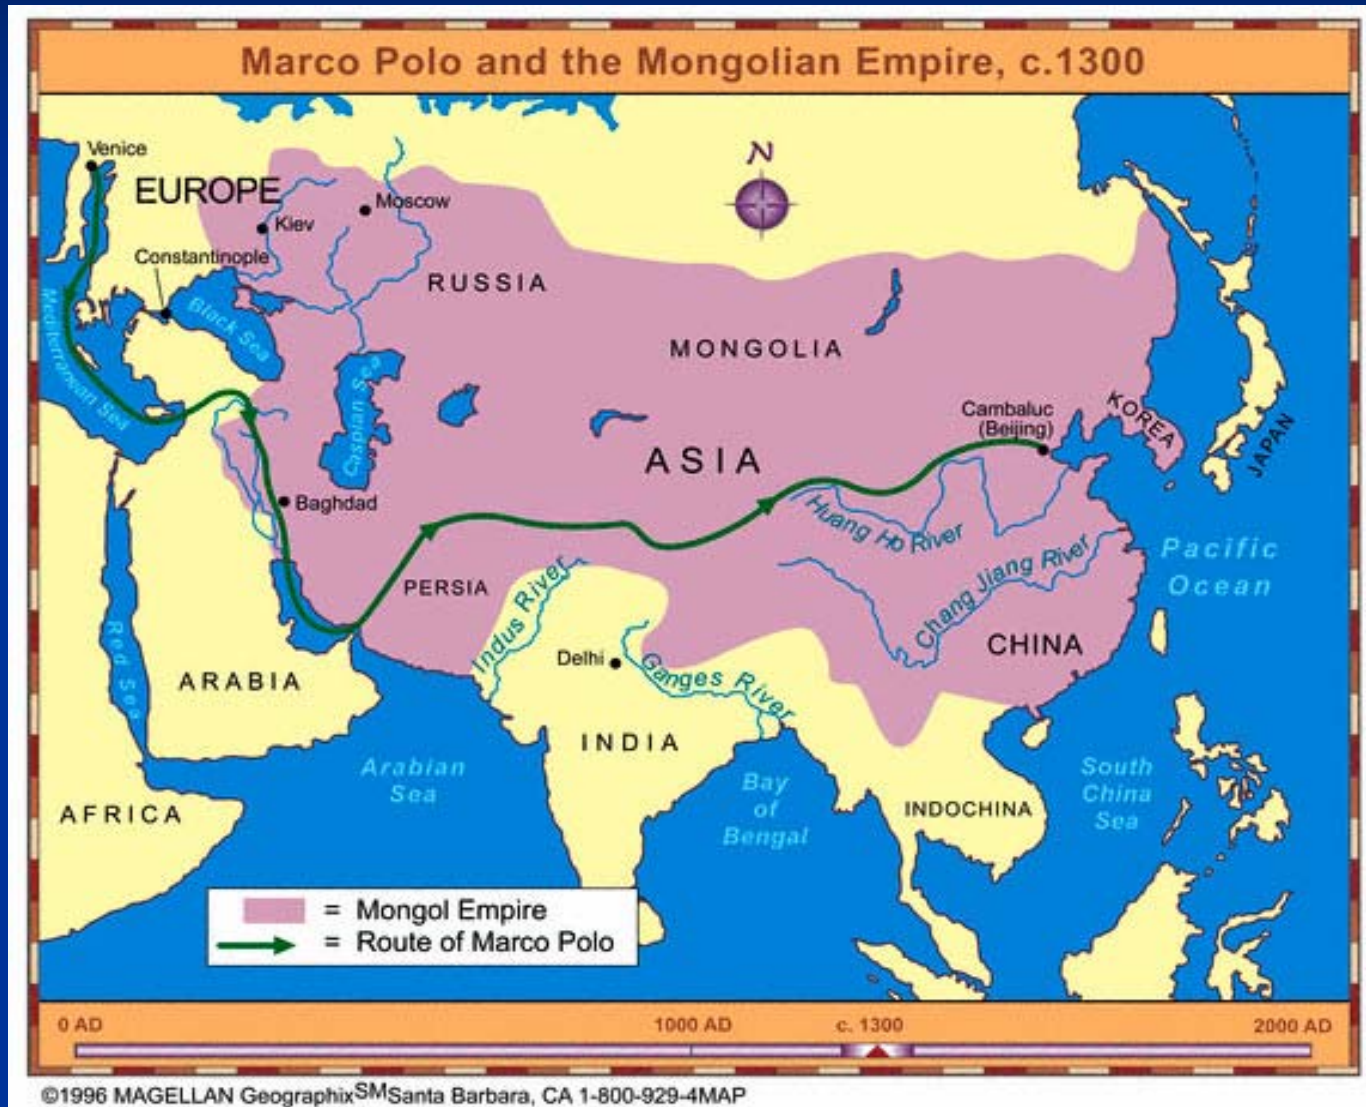 Marco Polo and the Mongolian Empire, c.1300
Venice
EUROPE
N
Moscow
Kiev
Constantinople
RUSSIA
Black Sea
Mediterranean Sea
MONGOLIA
Caspian Sea
Cambaluc
(Beijing)
KOREA
JAPAN
ASIA
Baghdad
Huang Ho River
Pacific
Ocean
PERSIA
Indus River
Chang Jiang River
CHINA
Red Sea
Delhi
Ganges River
ARABIA
INDIA
Arabian
Sea
Bay
of
Bengal
South
China
Sea
INDOCHINA
AFRICA
= Mongol Empire
= Route of Marco Polo
0 AD
1000 AD
c. 1300
2000 AD
©1996 MAGELLAN Geographix SM Santa Barbara, CA 1-800-929-4MAP